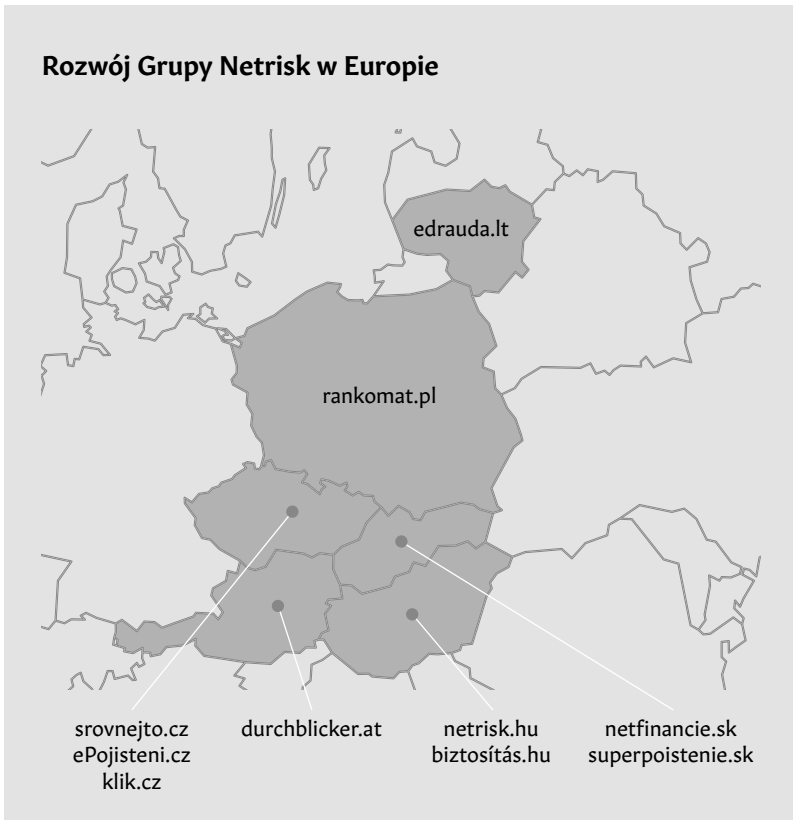 Rozwój Grupy Netrisk w Europie
edrauda.lt
rankomat.pl
srovnejto.cz
ePojisteni.cz
klik.cz
durchblicker.at
netrisk.hu
biztosítás.hu
netfinancie.sk
superpoistenie.sk